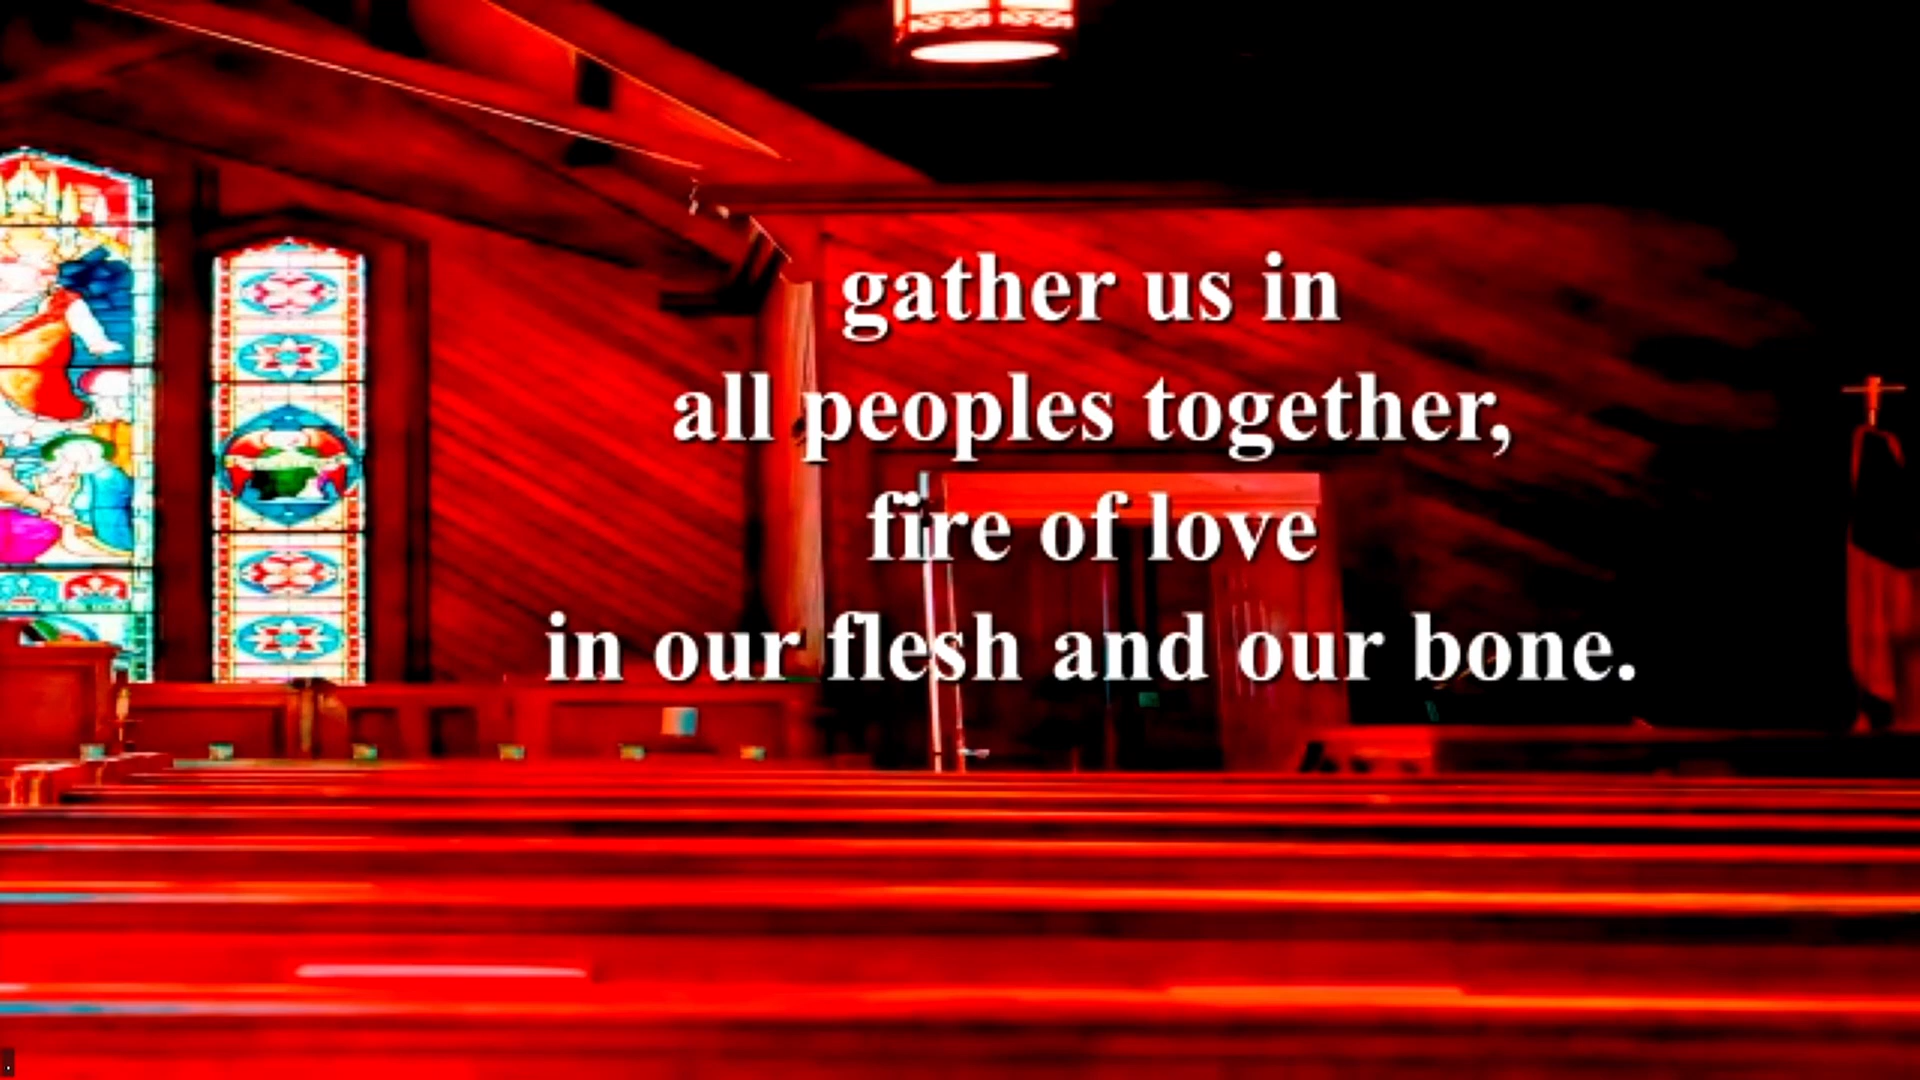 gather us in
all peoples together,
fire of love
in our flesh and our bone.